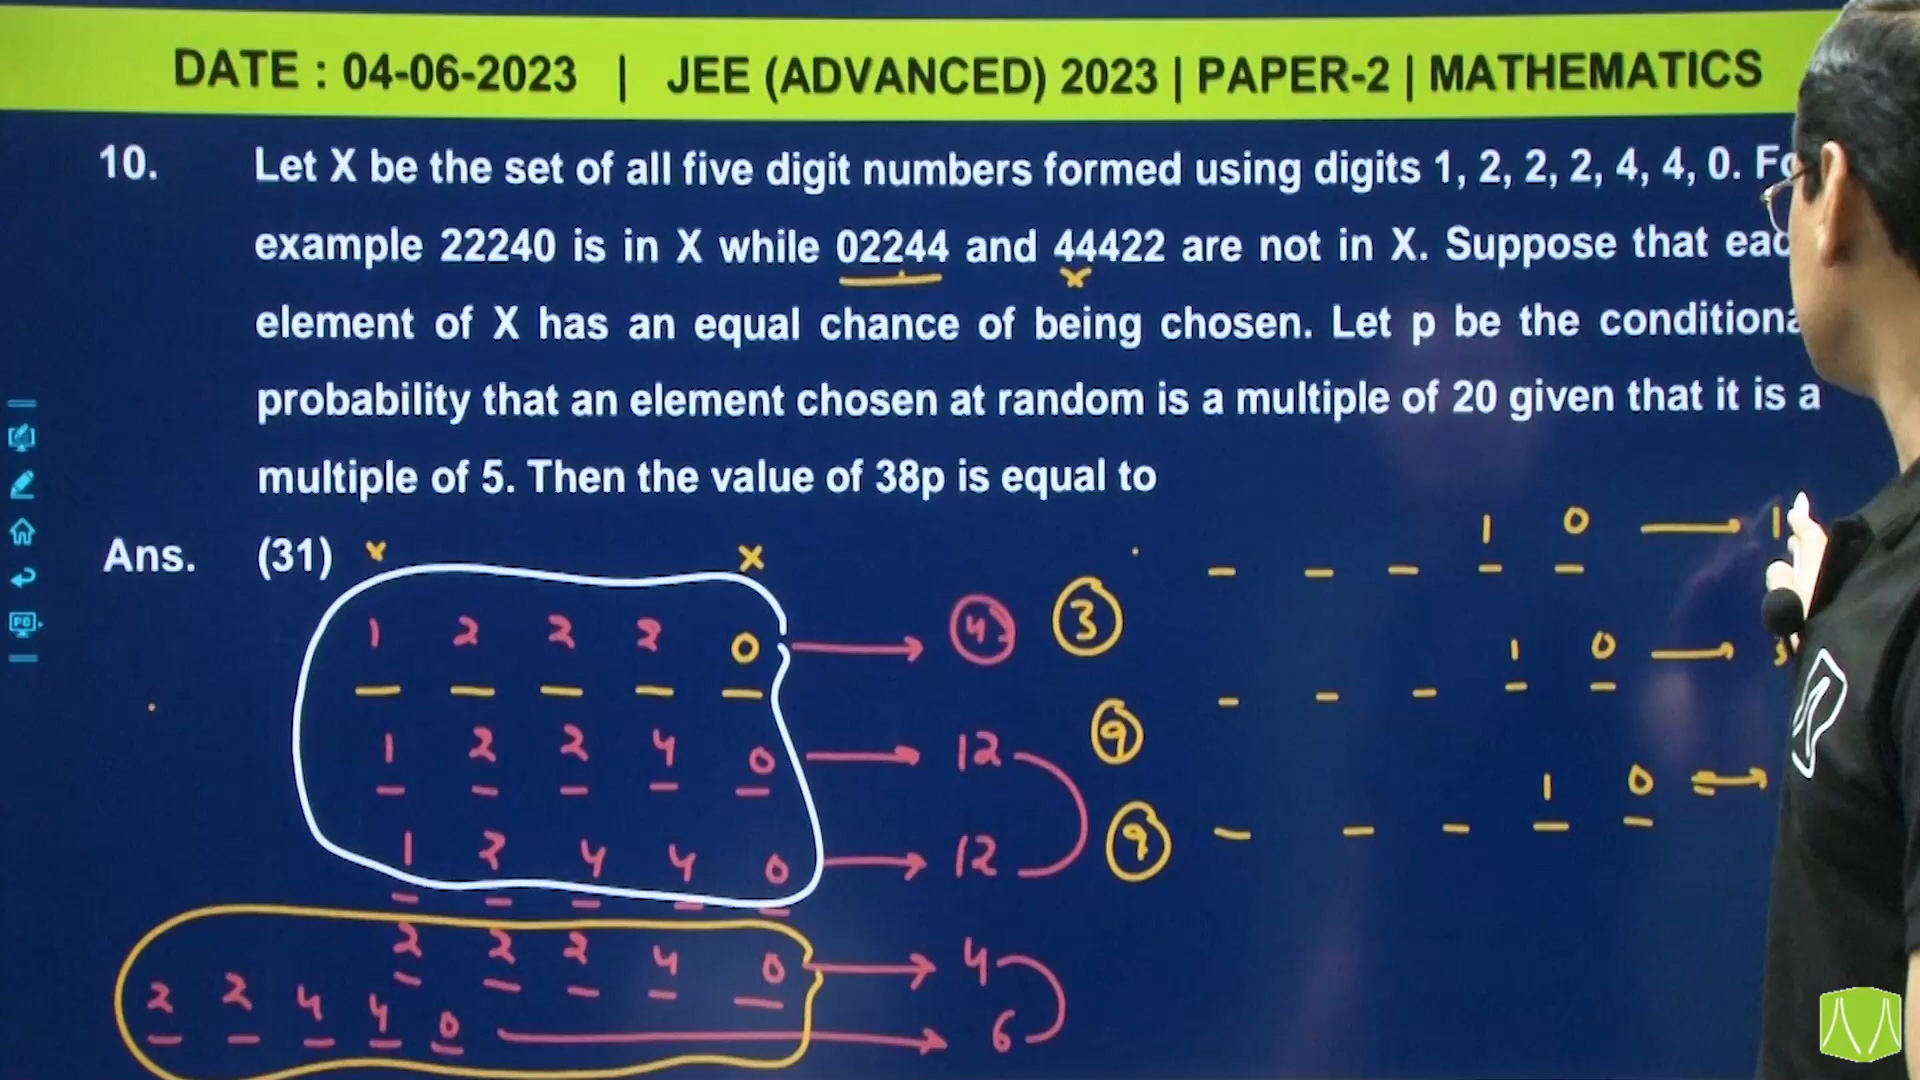 DATE : 04-06-2023 | JEE (ADVANCED) 2023 | PAPER-2 | MATHEMATICS
10. Let X be the set of all five digit numbers formed using digits 1, 2, 2, 2, 4, 4, 0.
example 22240 is in X while 02244 and 44422 are not in X. Suppose that
element of X has an equal chance of being chosen. Let p be the
probability that an element chosen at random is a multiple of 20 given that it is a
multiple of 5. Then the value of 38p is equal to
Ans. (31) x x
1 0
1 2 2 2 0 4 3
1 0
1 2 2 4 0 12 9
1 0
1 2 4 4 0 12 9
2 2 2 4 0 4
2 2 4 4 0 6